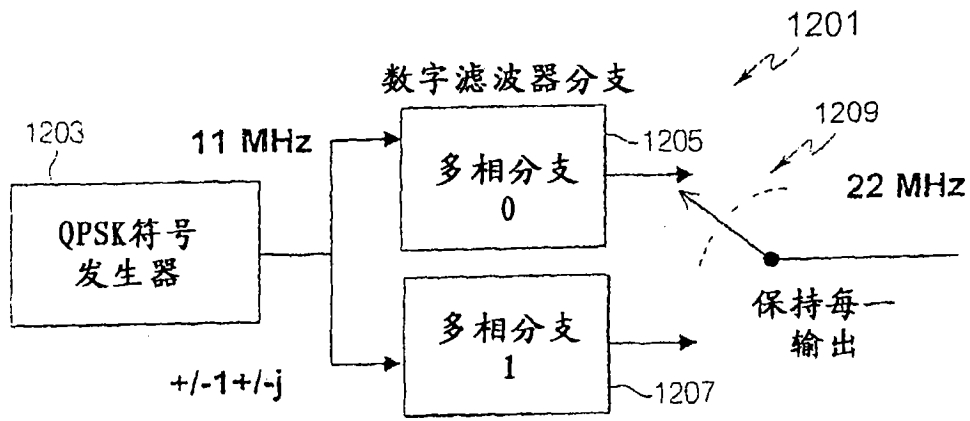 1201
数字滤波器分支
1209
1203
11 MHz
1205
多相分支
0
22 MHz
QPSK符号
发生器
保持每一
输出
多相分支
1
+/-1+/-j
1207